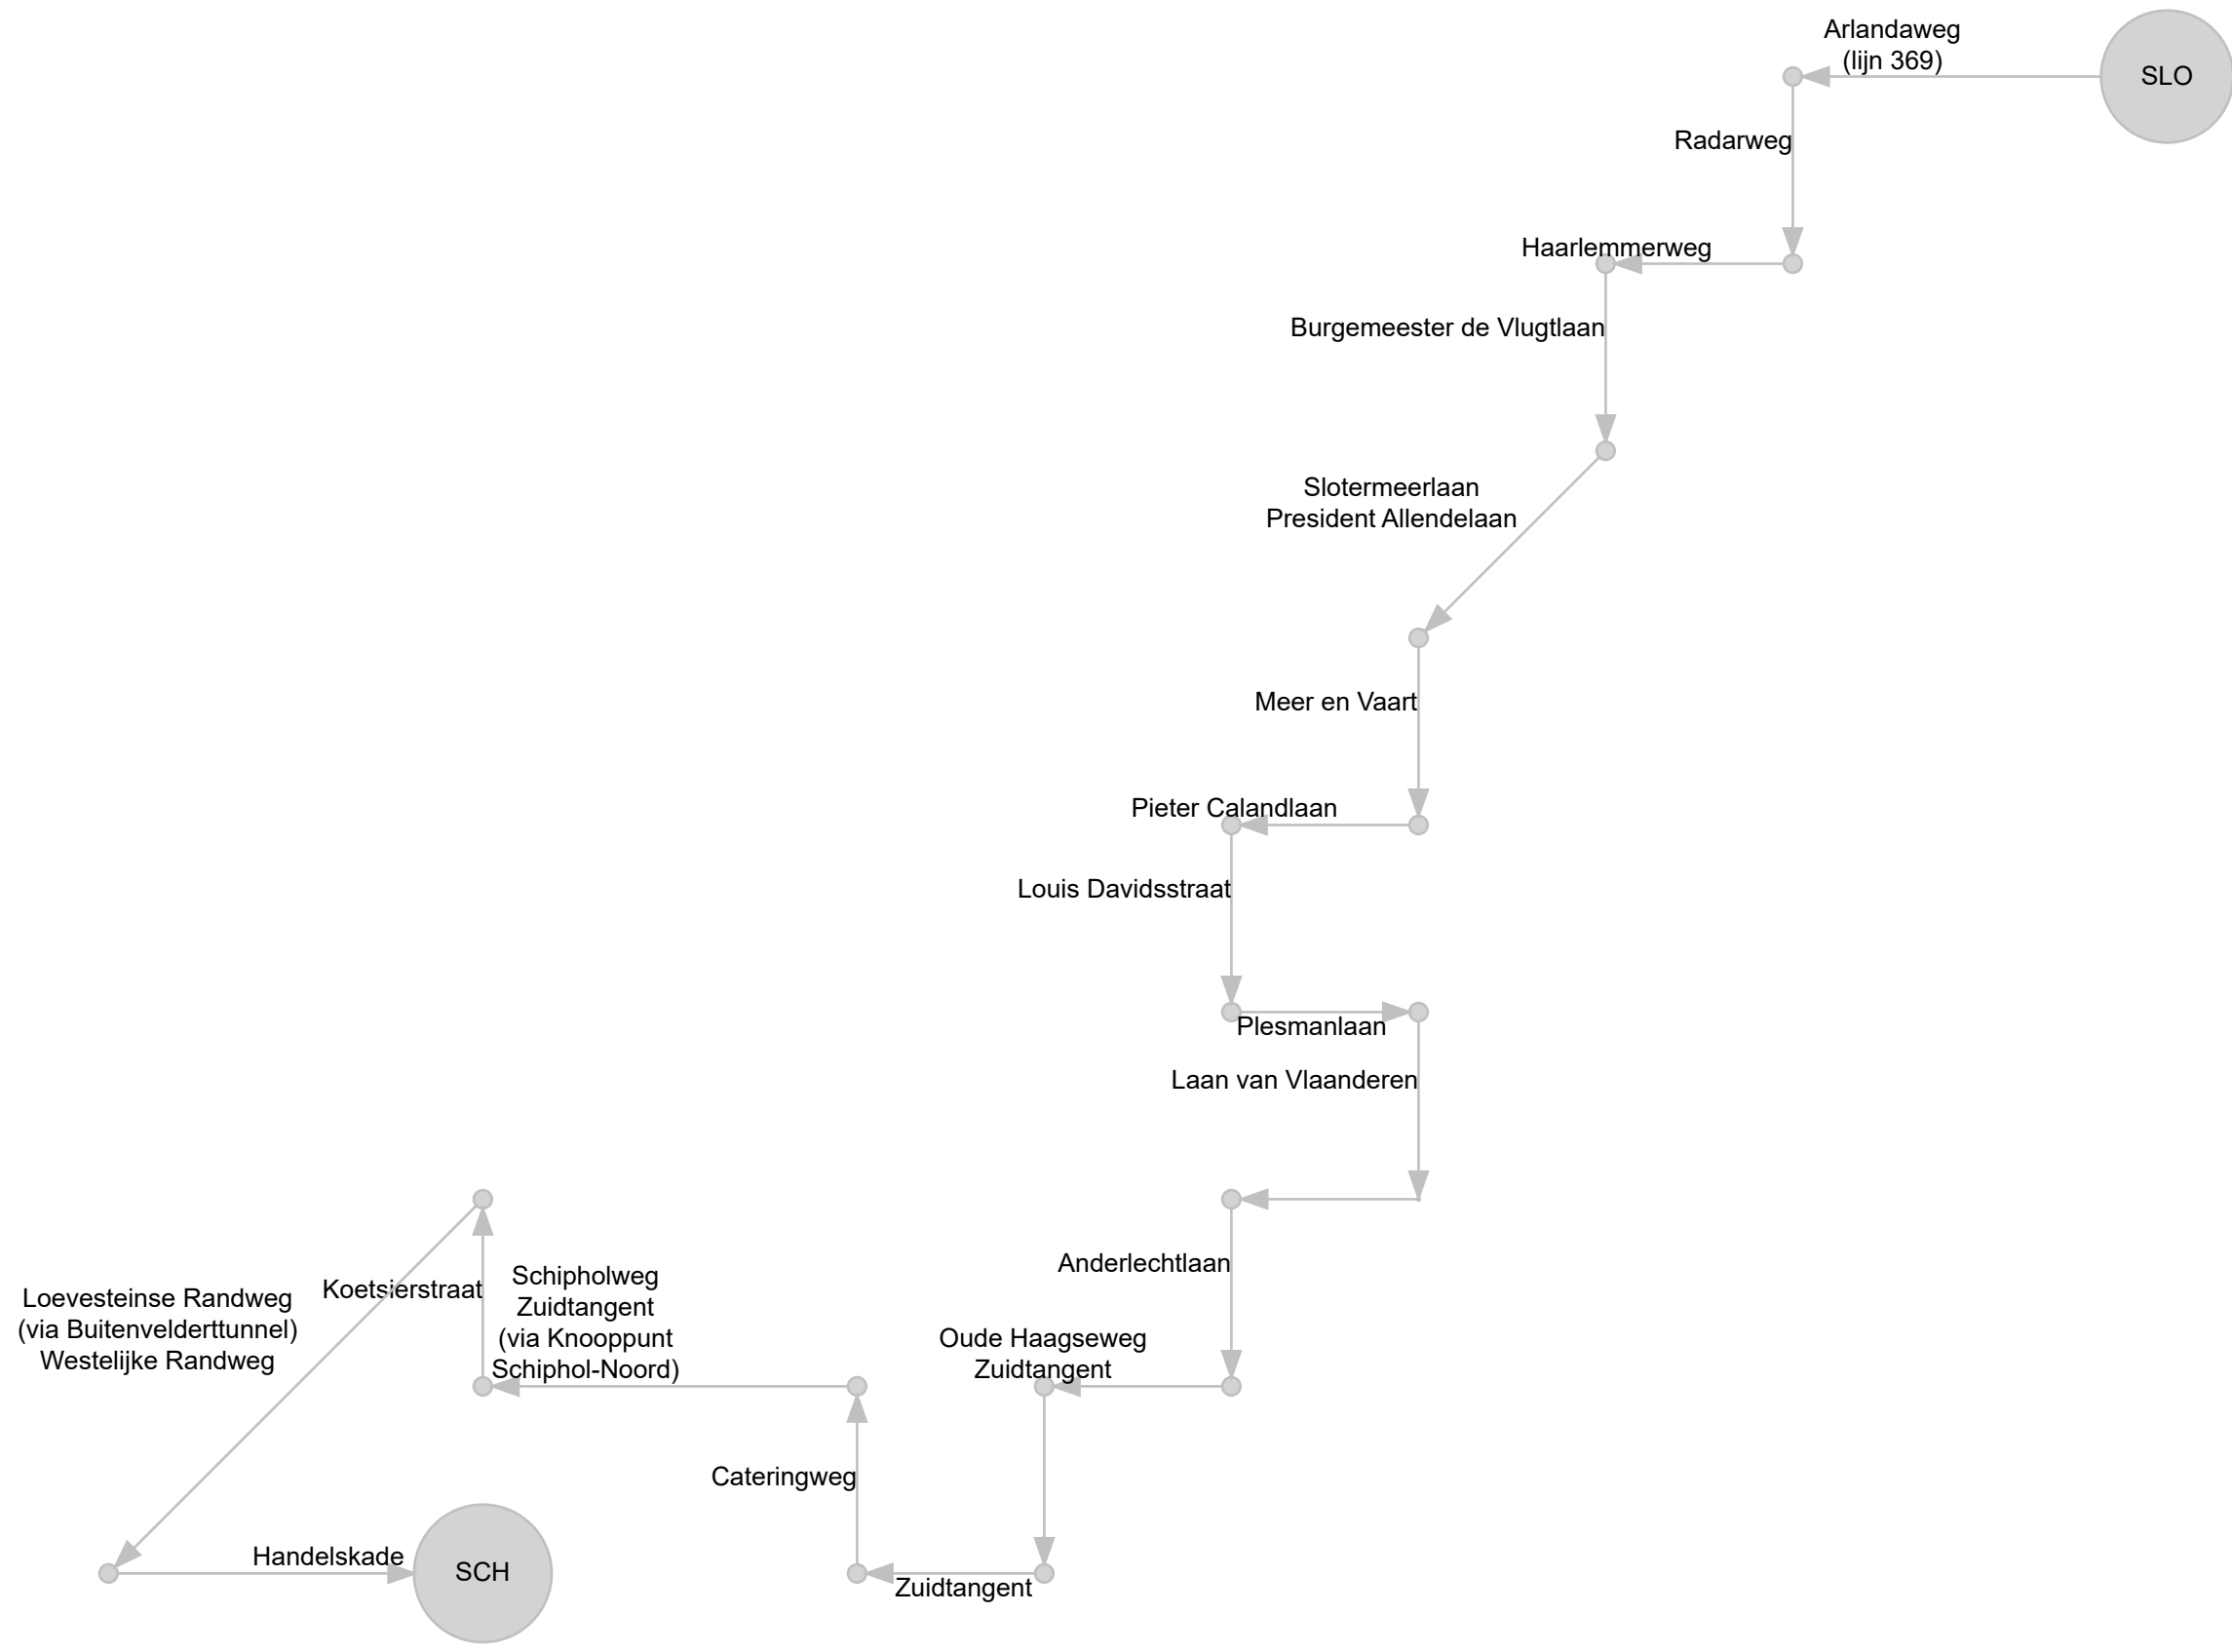 Arlandaweg
(lijn 369)
SLO
Radarweg
Haarlemmerweg
Burgemeester de Vlugtlaan
Slotermeerlaan
President Allendelaan
Meer en Vaart
Pieter Calandlaan
Louis Davidsstraat
Plesmanlaan
Laan van Vlaanderen
Anderlechtlaan
Oude Haagseweg
Zuidtangent
Zuidtangent
Cateringweg
Schipholweg
Zuidtangent
(via Knooppunt
Schiphol-Noord)
Koetsierstraat
Loevesteinse Randweg
(via Buitenvelderttunnel)
Westelijke Randweg
Handelskade
SCH